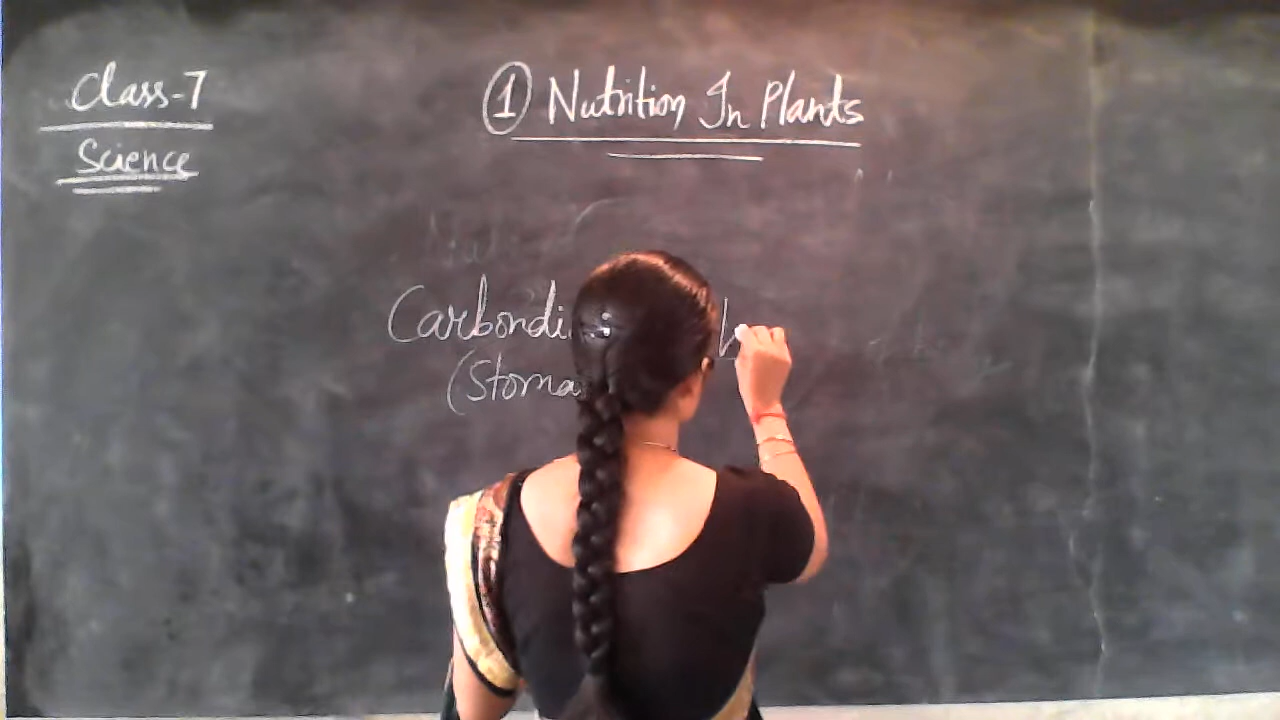 Class-7
Science
① Nutrition In Plants
Carbondi
(Stoma